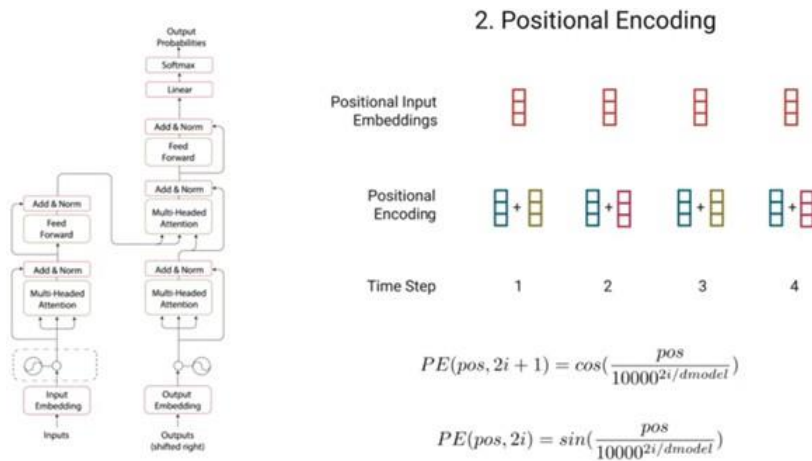 2. Positional Encoding
Output
Probabilities
Softmax
Linear
Add & Norm
Feed
Forward
Add & Norm
Multi-Headed
Attention
Add & Norm
Multi-Headed
Attention
Output
Embedding
Outputs
(shifted right)
Add & Norm
Feed
Forward
Add & Norm
Multi-Headed
Attention
Input
Embedding
Inputs
Positional Input
Embeddings
Positional
Encoding
+ + + +
Time Step 1 2 3 4
PE(pos, 2i + 1) = cos(pos / 10000^{2i/dmodel})
PE(pos, 2i) = sin(pos / 10000^{2i/dmodel})